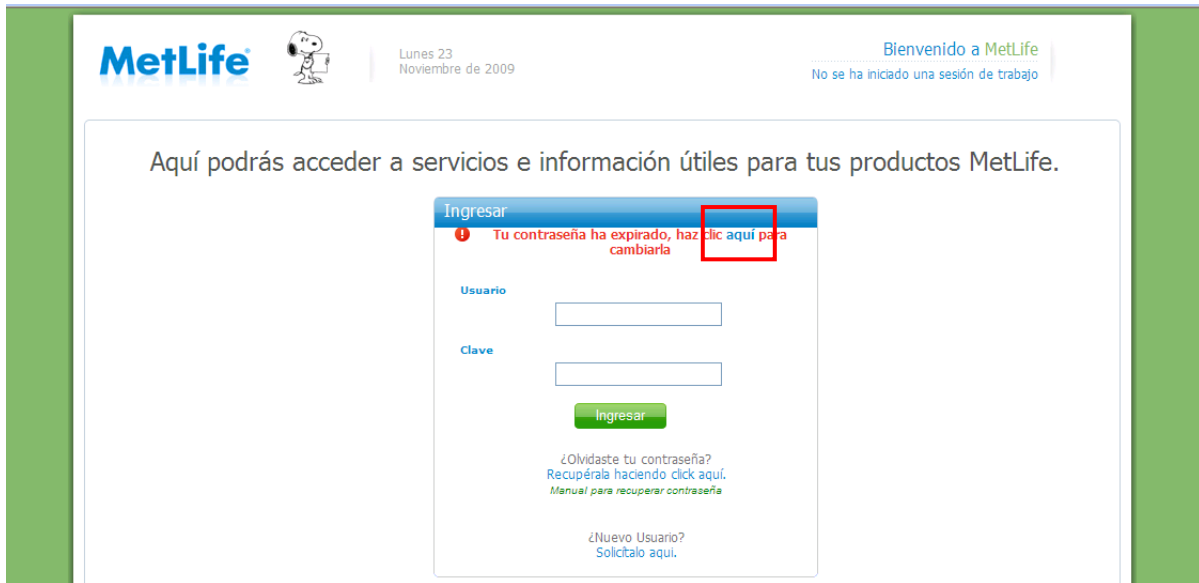 MetLife
Lunes 23
Noviembre de 2009
Bienvenido a MetLife
No se ha iniciado una sesión de trabajo
Aquí podrás acceder a servicios e información útiles para tus productos MetLife.
Ingresar
Tu contraseña ha expirado, haz clic aquí para
cambiarla
Usuario
Clave
Ingresar
¿Olvidaste tu contraseña?
Recupérala haciendo click aquí.
Manual para recuperar contraseña
¿Nuevo Usuario?
Solicítalo aqui.